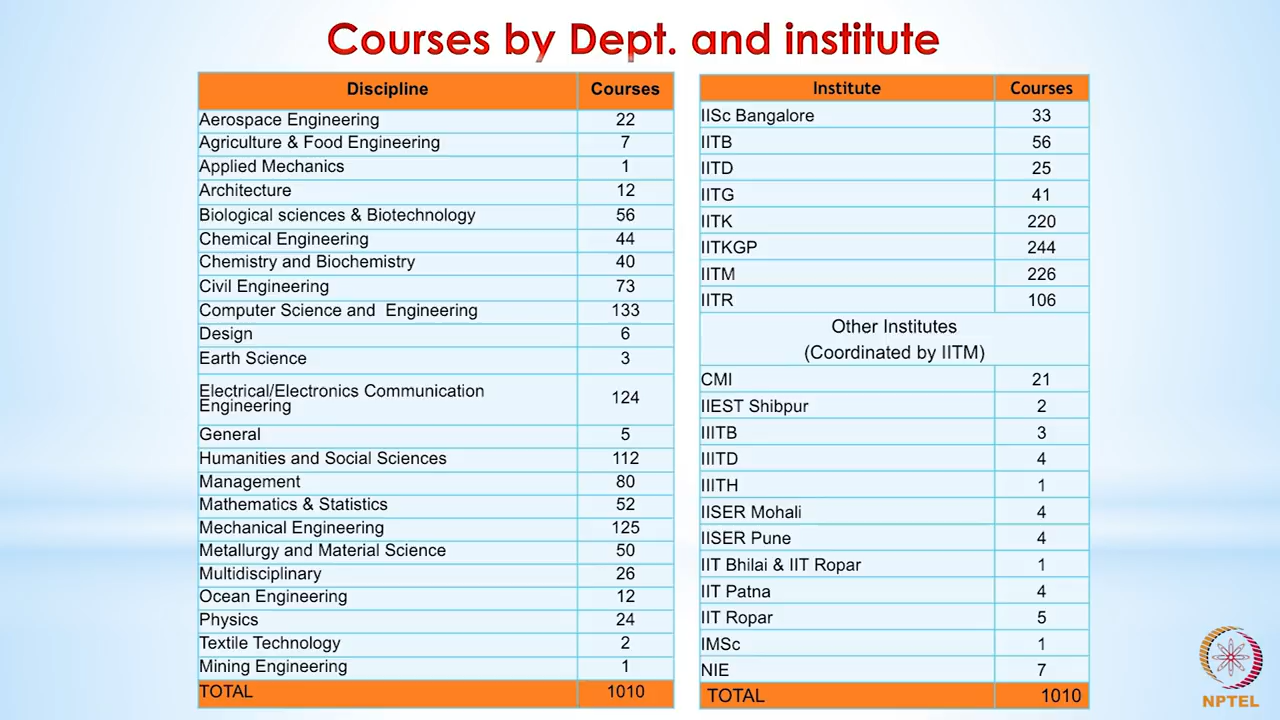 Courses by Dept. and institute
Discipline Courses
Aerospace Engineering 22
Agriculture & Food Engineering 7
Applied Mechanics 1
Architecture 12
Biological sciences & Biotechnology 56
Chemical Engineering 44
Chemistry and Biochemistry 40
Civil Engineering 73
Computer Science and Engineering 133
Design 6
Earth Science 3
Electrical/Electronics Communication
Engineering 124
General 5
Humanities and Social Sciences 112
Management 80
Mathematics & Statistics 52
Mechanical Engineering 125
Metallurgy and Material Science 50
Multidisciplinary 26
Ocean Engineering 12
Physics 24
Textile Technology 2
Mining Engineering 1
TOTAL 1010
Institute Courses
IISc Bangalore 33
IITB 56
IITD 25
IITG 41
IITK 220
IITKGP 244
IITM 226
IITR 106
Other Institutes
(Coordinated by IITM)
CMI 21
IIEST Shibpur 2
IIITB 3
IIITD 4
IIITH 1
IISER Mohali 4
IISER Pune 4
IIT Bhilai & IIT Ropar 1
IIT Patna 4
IIT Ropar 5
IMSc 1
NIE 7
TOTAL 1010
NPTEL